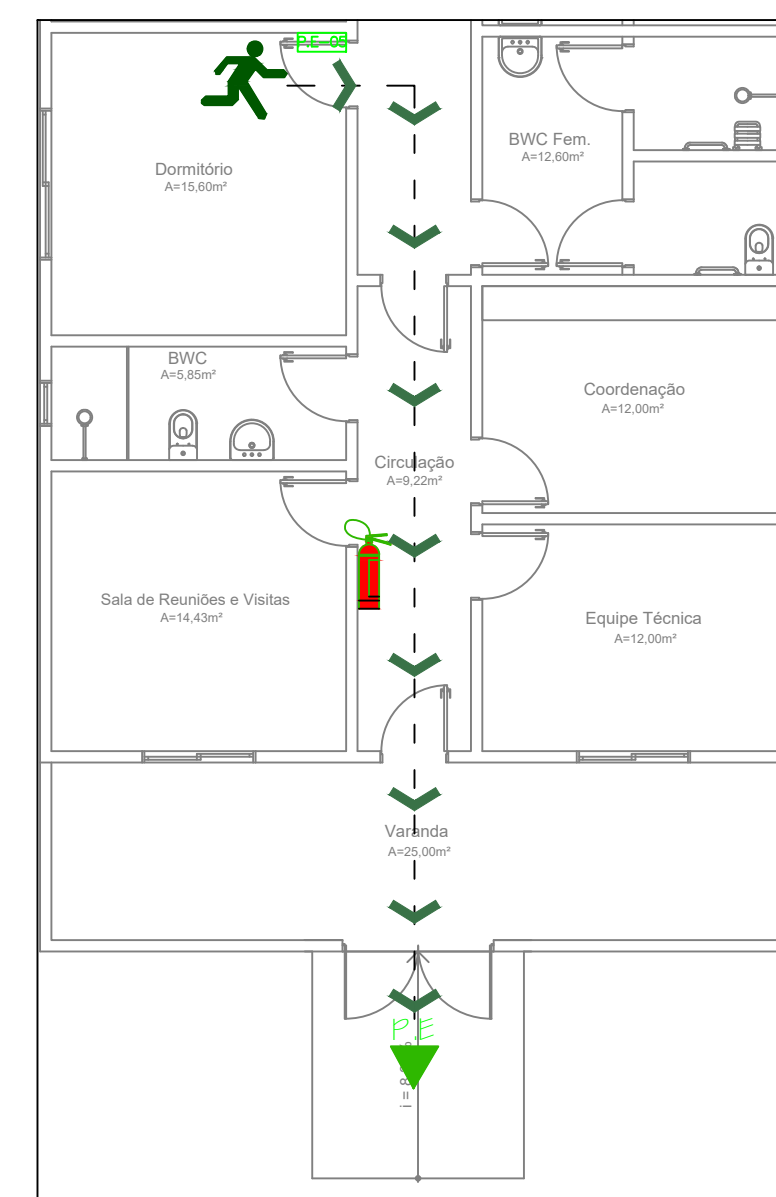 P.E-05
BWC Fem.
A=12,60m²
Dormitório
A=15,60m²
BWC
A=5,85m²
Coordenação
A=12,00m²
Circulação
A=9,22m²
Sala de Reuniões e Visitas
A=14,43m²
Equipe Técnica
A=12,00m²
Varanda
A=25,00m²
P.E